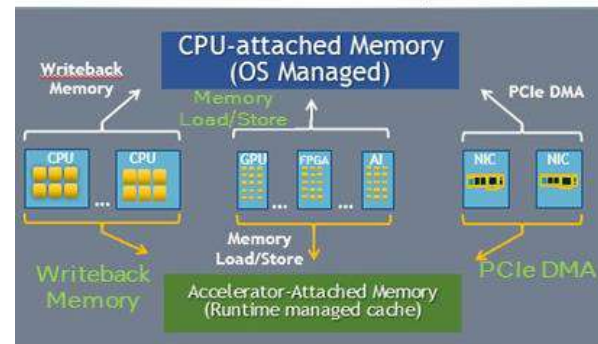 CPU-attached Memory
(OS Managed)
Writeback
Memory
Memory
Load/Store
PCIe DMA
CPU
CPU
GPU
FPGA
AI
NIC
NIC
...
...
...
Memory
Load/Store
Writeback
Memory
PCIe DMA
Accelerator-Attached Memory
(Runtime managed cache)